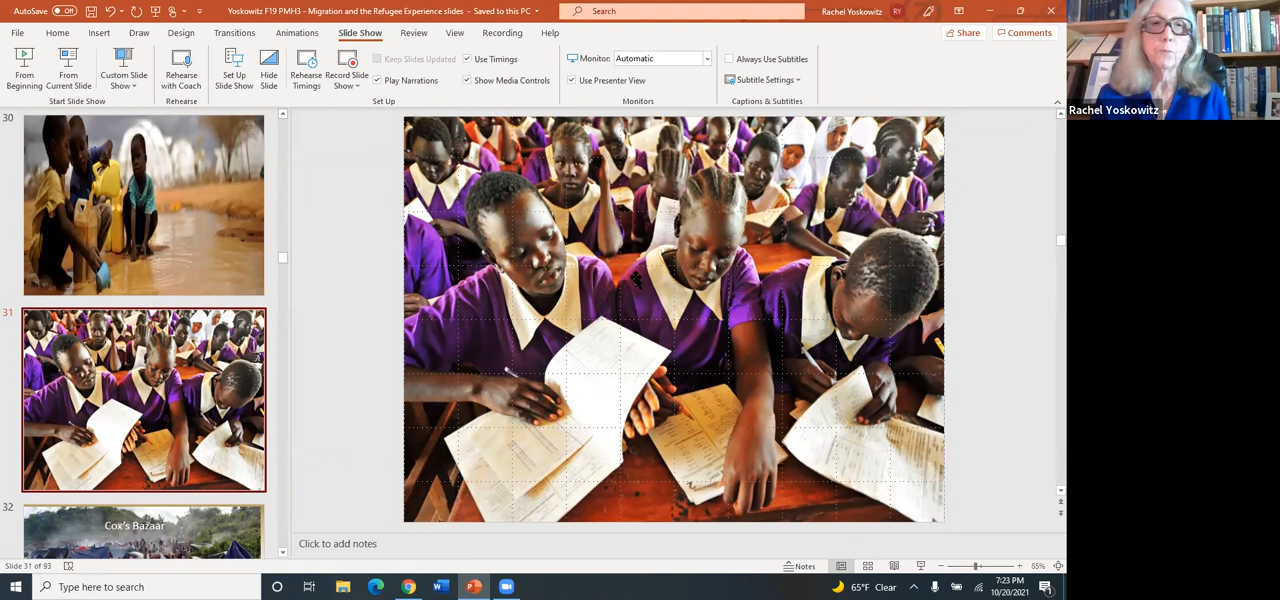 AutoSave Off Yoskowitz F19 PMH3 - Migration and the Refugee Experience slides - Saved to this PC Search Rachel Yoskowitz RY
File Home Insert Draw Design Transitions Animations Slide Show Review View Recording Help Share Comments
From Beginning
From Current Slide
Custom Slide Show
Start Slide Show
Rehearse with Coach
Rehearse
Set Up Slide Show
Hide Slide
Rehearse Timings
Record Slide Show
Keep Slides Updated
Play Narrations
Use Timings
Show Media Controls
Set Up
Monitor: Automatic
Use Presenter View
Monitors
Always Use Subtitles
Subtitle Settings
Captions & Subtitles
Rachel Yoskowitz
30
31
32
Cox's Bazaar
Click to add notes
Slide 31 of 93 Notes 85%
Type here to search
65°F Clear
7:23 PM
10/20/2021
1